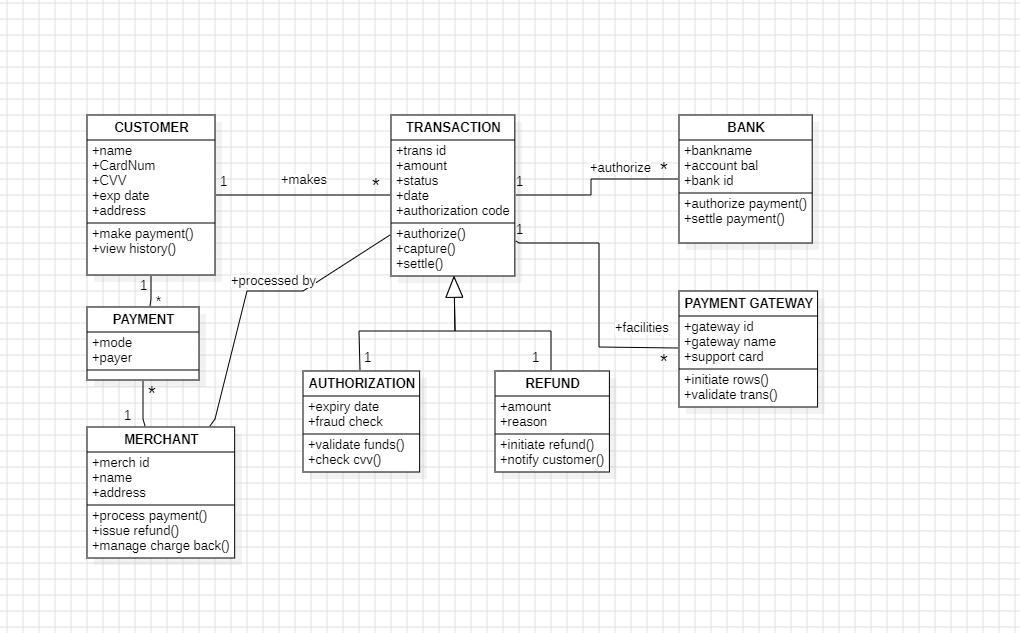 CUSTOMER
+name
+CardNum
+CVV
+exp date
+address
+make payment()
+view history()
1
+makes
*
TRANSACTION
+trans id
+amount
+status
+date
+authorization code
+authorize()
+capture()
+settle()
1
+authorize
*
BANK
+bankname
+account bal
+bank id
+authorize payment()
+settle payment()
1
+facilities
*
PAYMENT GATEWAY
+gateway id
+gateway name
+support card
+initiate rows()
+validate trans()
1
*
+processed by
PAYMENT
+mode
+payer
*
1
MERCHANT
+merch id
+name
+address
+process payment()
+issue refund()
+manage charge back()
1
AUTHORIZATION
+expiry date
+fraud check
+validate funds()
+check cvv()
1
REFUND
+amount
+reason
+initiate refund()
+notify customer()